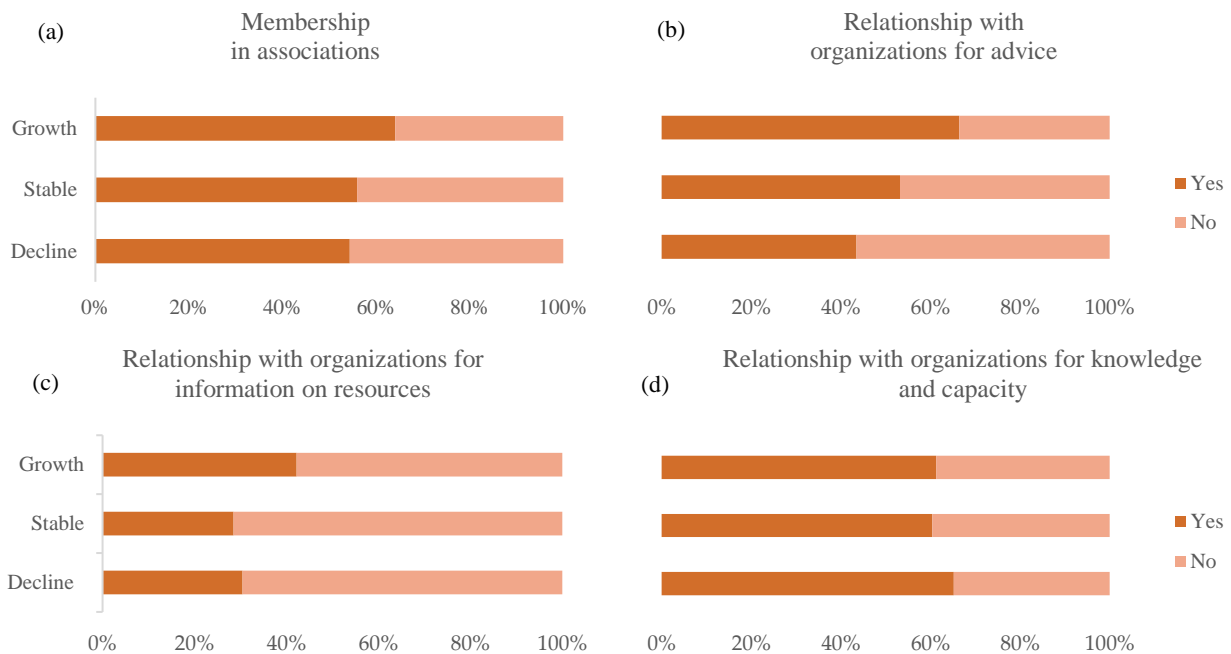 (a)
Membership
in associations
Growth
Stable
Decline
0% 20% 40% 60% 80% 100%
(b)
Relationship with
organizations for advice
0% 20% 40% 60% 80% 100%
Yes
No
(c)
Relationship with organizations for
information on resources
Growth
Stable
Decline
0% 20% 40% 60% 80% 100%
(d)
Relationship with organizations for knowledge
and capacity
0% 20% 40% 60% 80% 100%
Yes
No